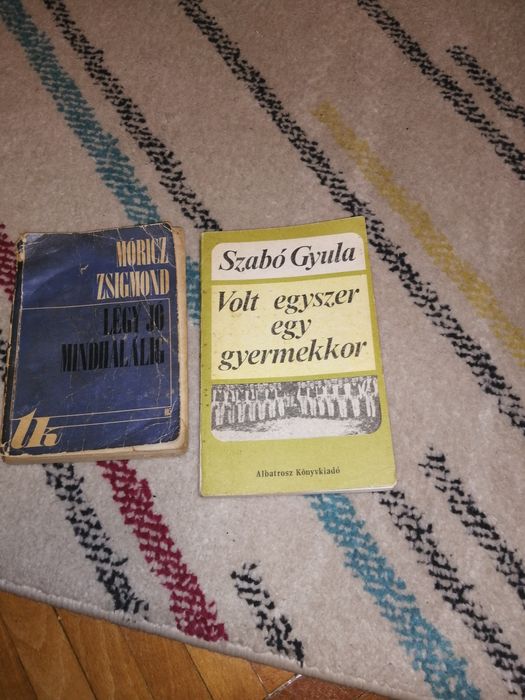 MÓRICZ
ZSIGMOND
LÉGY JÓ
MINDHALÁLIG
tk
Szabó Gyula
Volt egyszer
egy
gyermekkor
Albatrosz Könyvkiadó